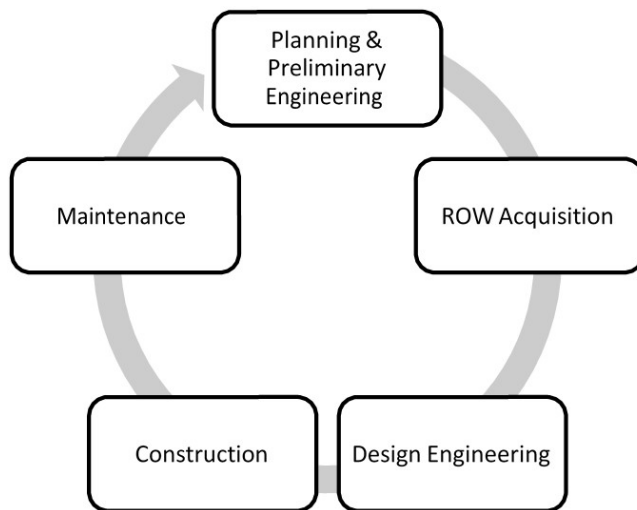 Planning &
Preliminary
Engineering
Maintenance
ROW Acquisition
Construction
Design Engineering